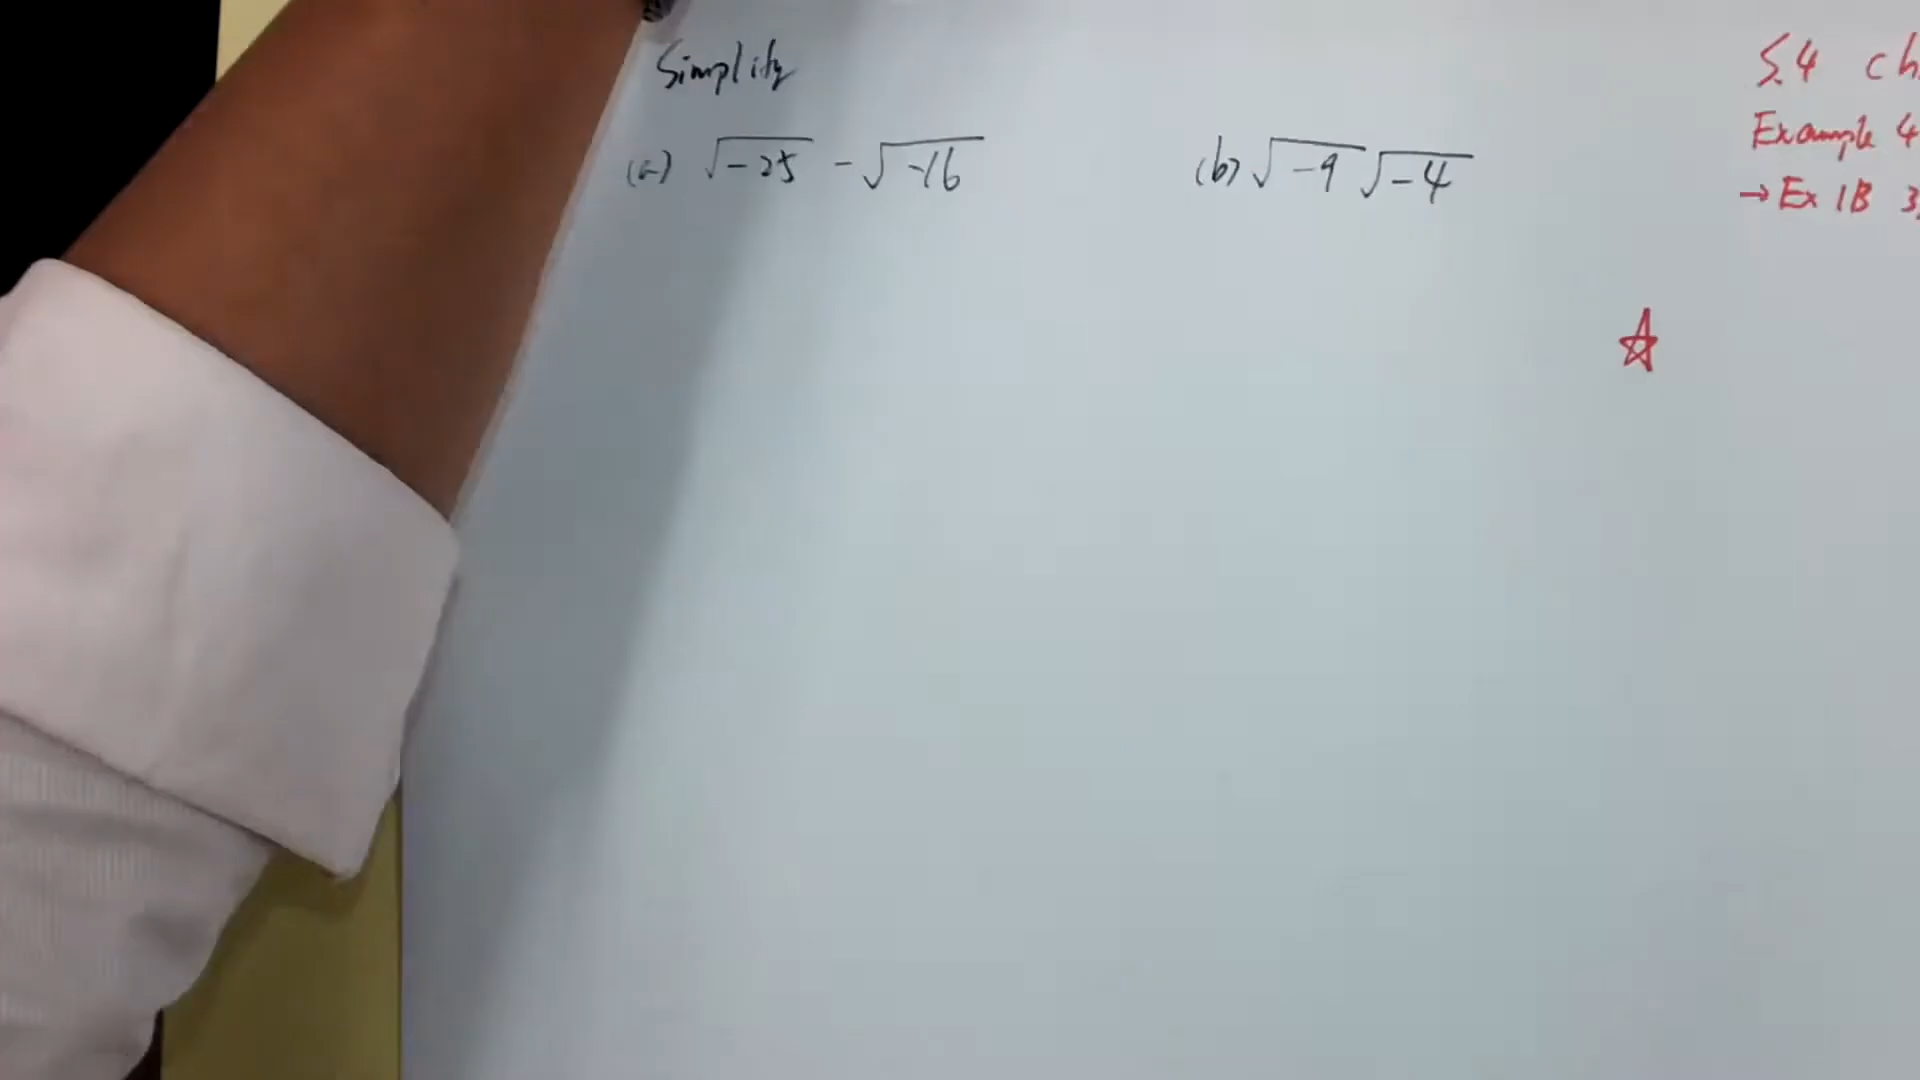 Simplify
(a) √-25 - √-16
(b) √-9 √-4
S.4 ch
Example 4
→ Ex 1B 3,